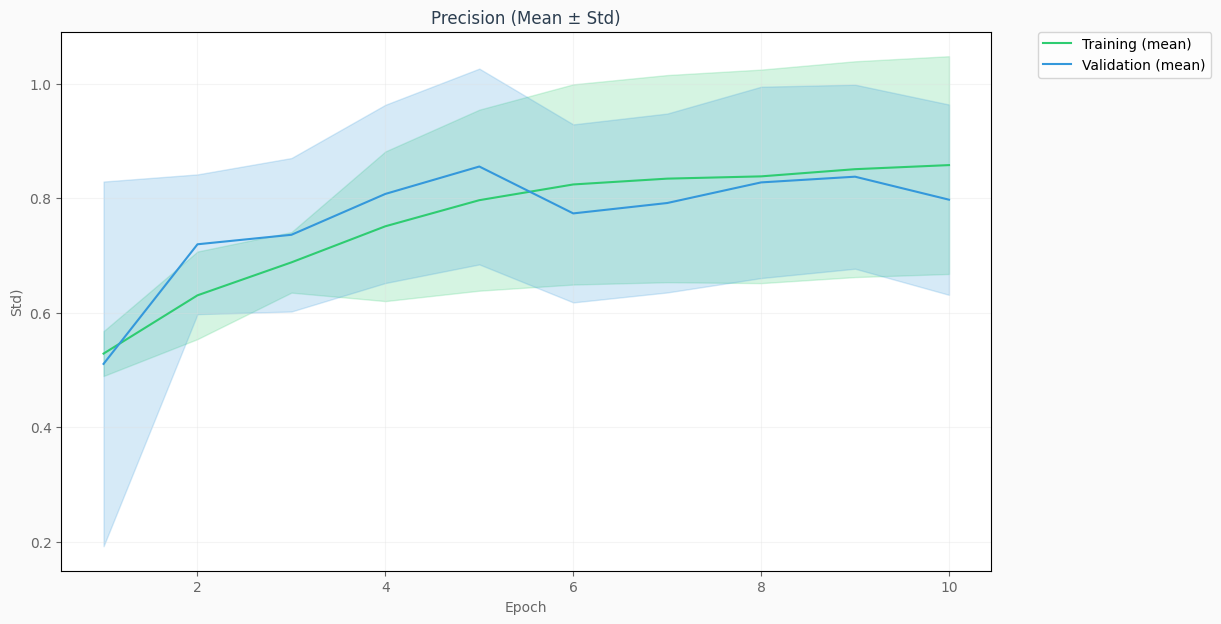 Precision (Mean ± Std)
Training (mean)
Validation (mean)
1.0
0.8
0.6
0.4
0.2
Std)
2 4 6 8 10
Epoch